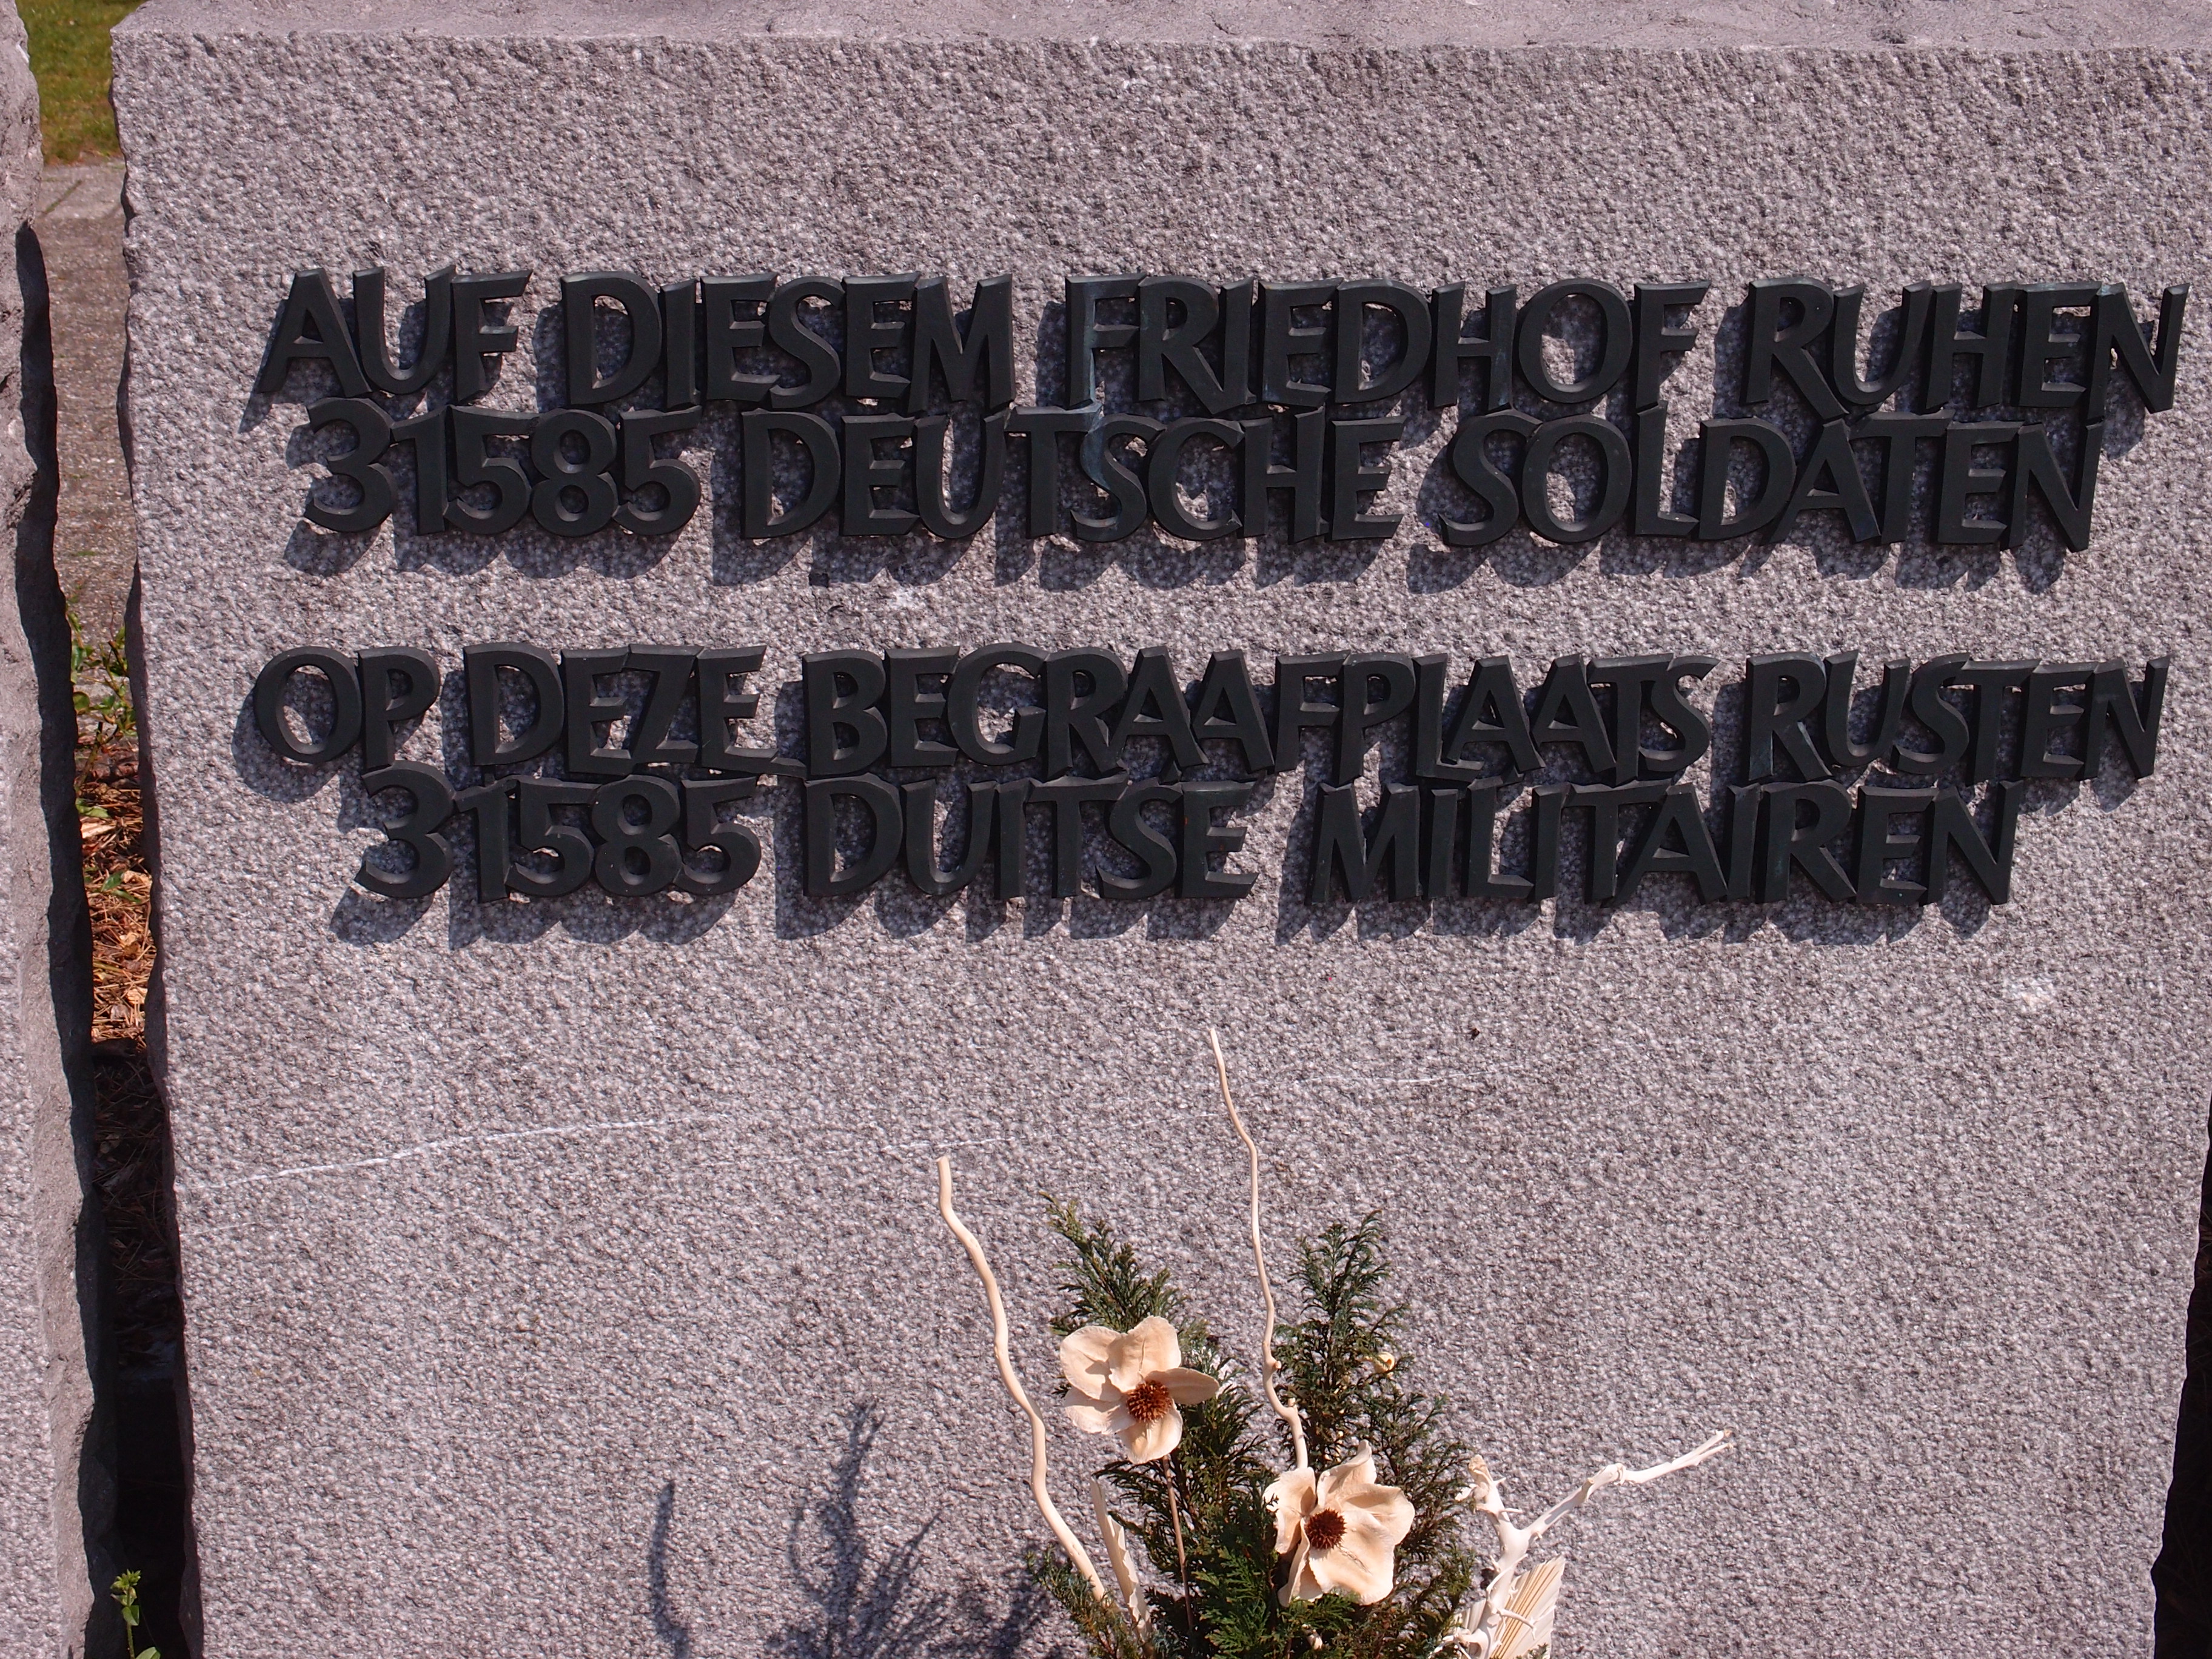 AUF DIESEM FRIEDHOF RUHEN
31585 DEUTSCHE SOLDATEN
OP DEZE BEGRAAFPLAATS RUSTEN
31585 DUITSE MILITAIREN